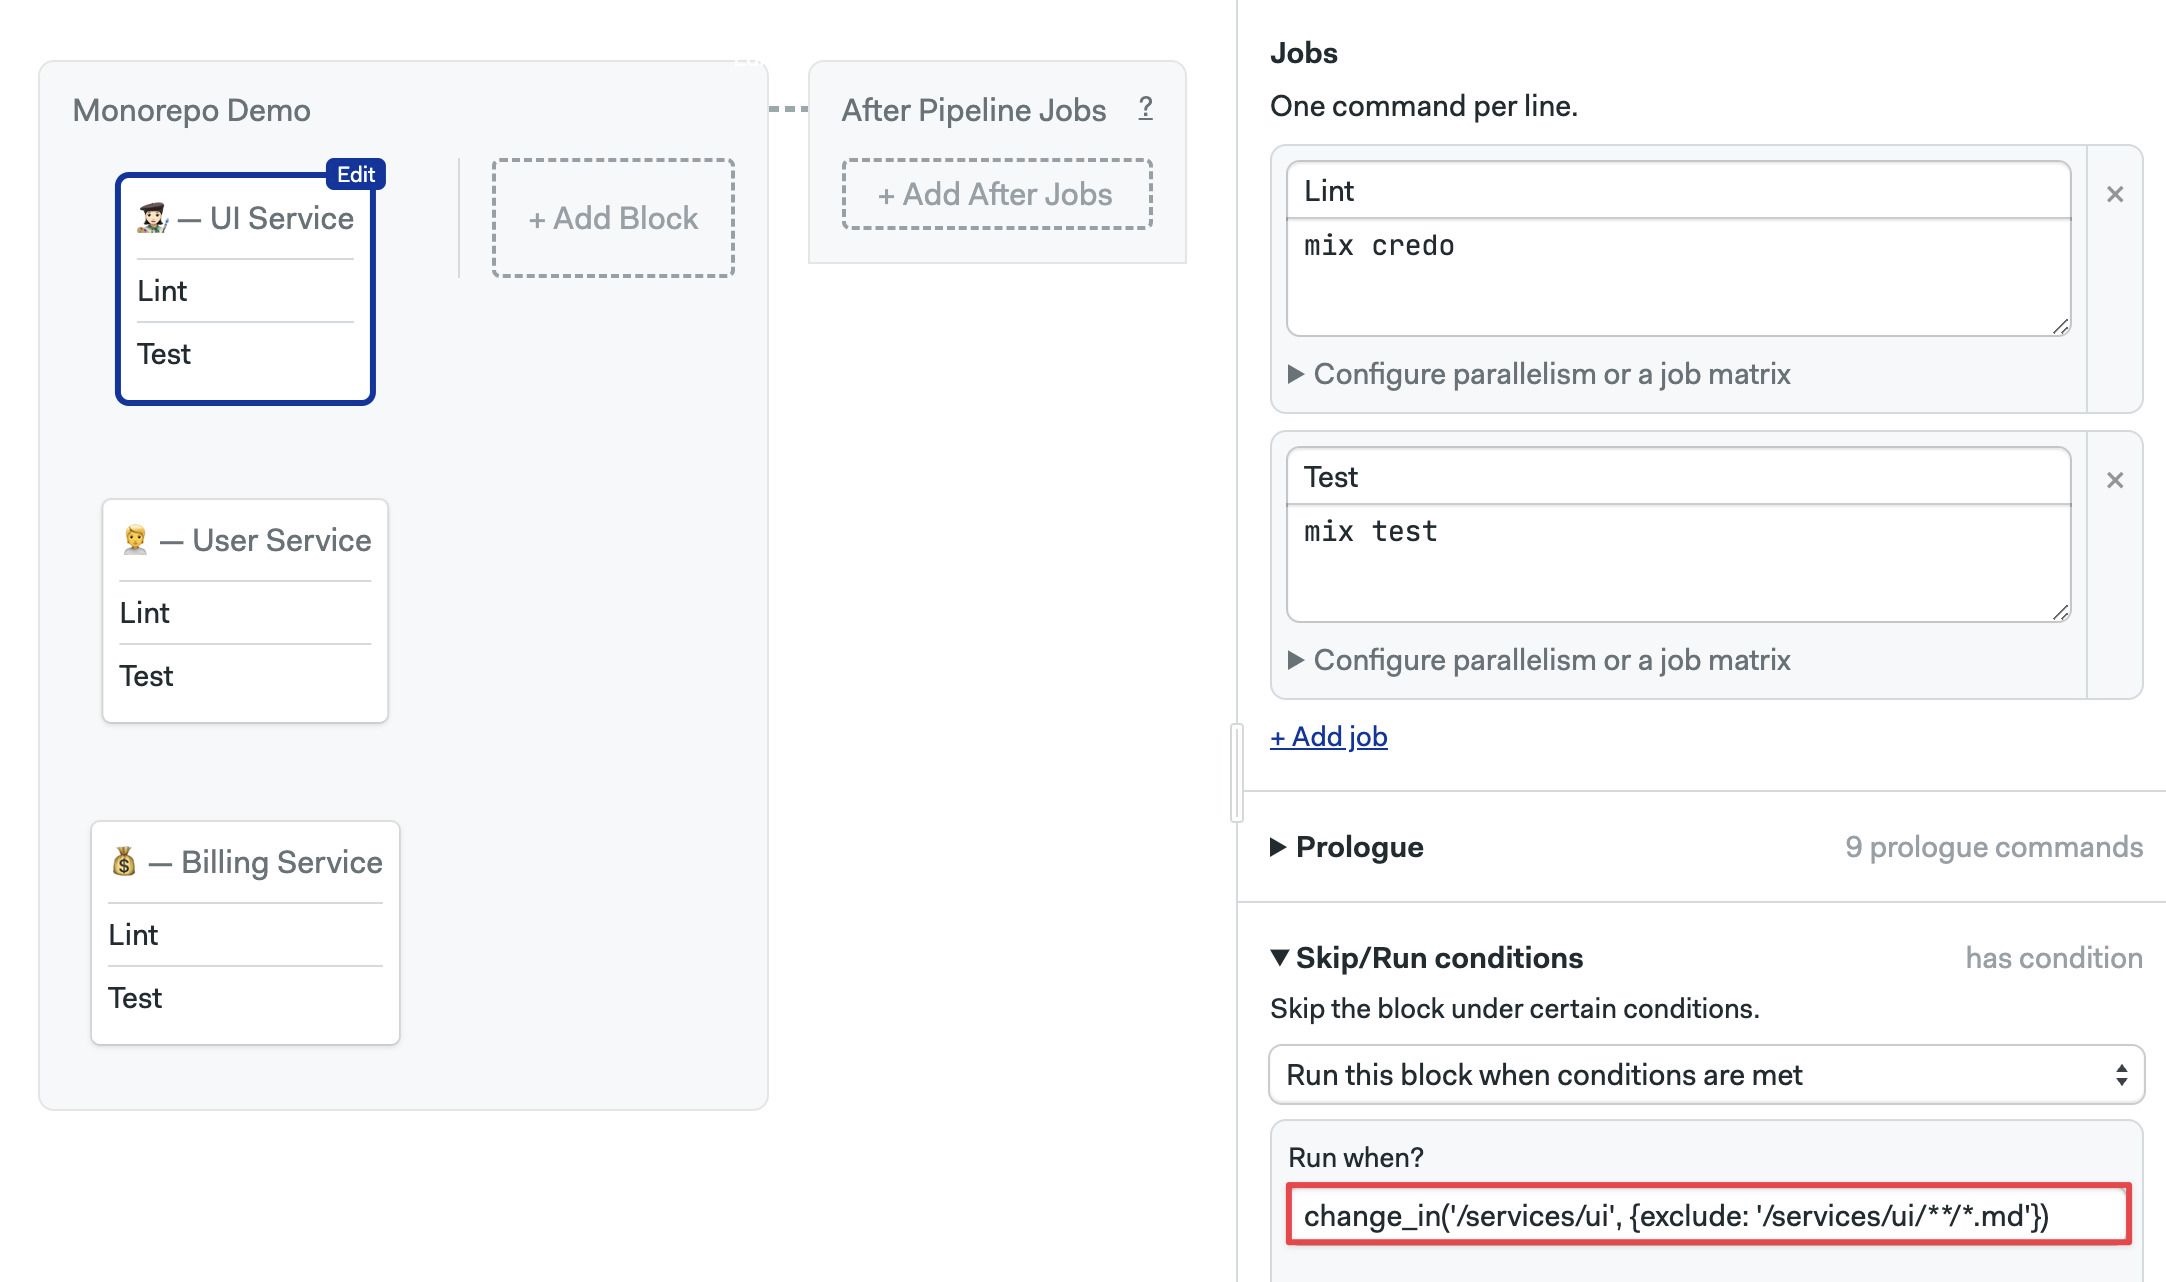 Monorepo Demo
Edit
— UI Service
Lint
Test
+ Add Block
— User Service
Lint
Test
— Billing Service
Lint
Test
After Pipeline Jobs ?
+ Add After Jobs
Jobs
One command per line.
Lint
mix credo
▶ Configure parallelism or a job matrix
Test
mix test
▶ Configure parallelism or a job matrix
+ Add job
▶ Prologue 9 prologue commands
▼ Skip/Run conditions has condition
Skip the block under certain conditions.
Run this block when conditions are met
Run when?
change_in('/services/ui', {exclude: '/services/ui/**/*.md'})